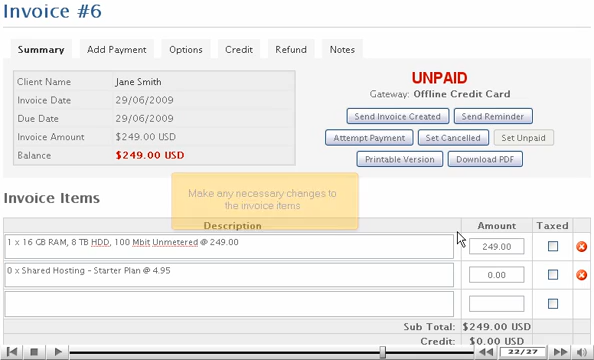 Invoice #6
Summary Add Payment Options Credit Refund Notes
Client Name Jane Smith
Invoice Date 29/06/2009
Due Date 29/06/2009
Invoice Amount $249.00 USD
Balance $249.00 USD
UNPAID
Gateway: Offline Credit Card
Send Invoice Created Send Reminder
Attempt Payment Set Cancelled Set Unpaid
Printable Version Download PDF
Invoice Items
Make any necessary changes to
the invoice items
Description Amount Taxed
1 x 16 GB RAM, 8 TB HDD, 100 Mbit Unmetered @ 249.00 249.00
0 x Shared Hosting - Starter Plan @ 4.95 0.00
Sub Total: $249.00 USD
Credit: $0.00 USD
22/27